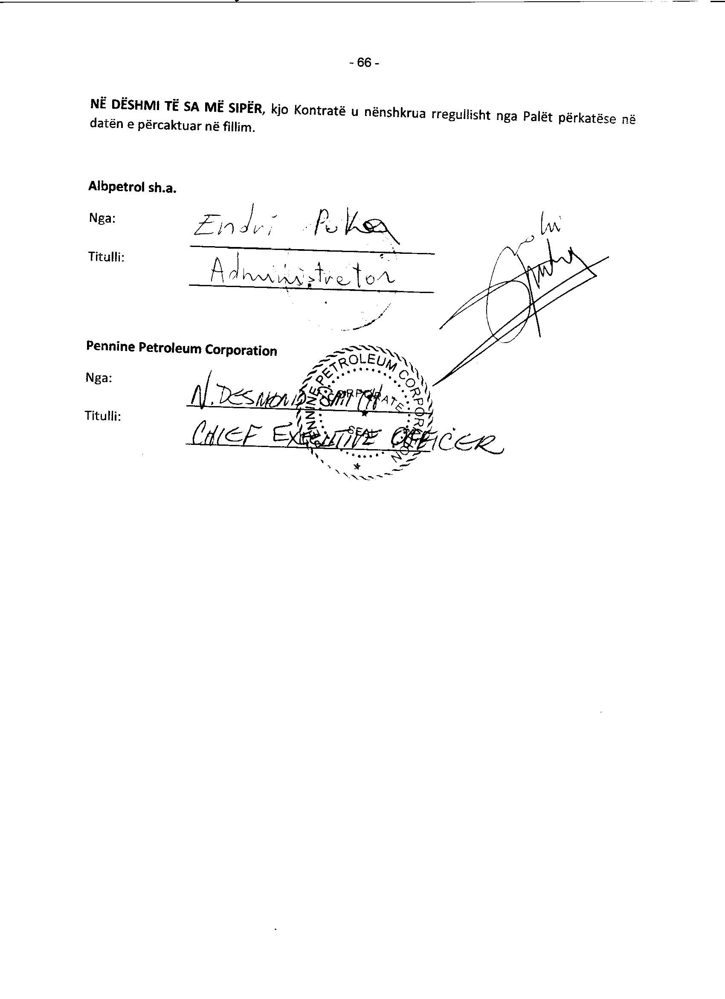 - 66 -
NË DËSHMI TË SA MË SIPËR, kjo Kontratë u nënshkrua rregullisht nga Palët përkatëse në
datën e përcaktuar në fillim.
Albpetrol sh.a.
Nga: Endri Puka
Titulli: Administrator
Pennine Petroleum Corporation
Nga: N. DESMOND SMITH
Titulli: CHIEF EXECUTIVE OFFICER
PENNINE PETROLEUM CORPORATION
CORPORATE
SEAL